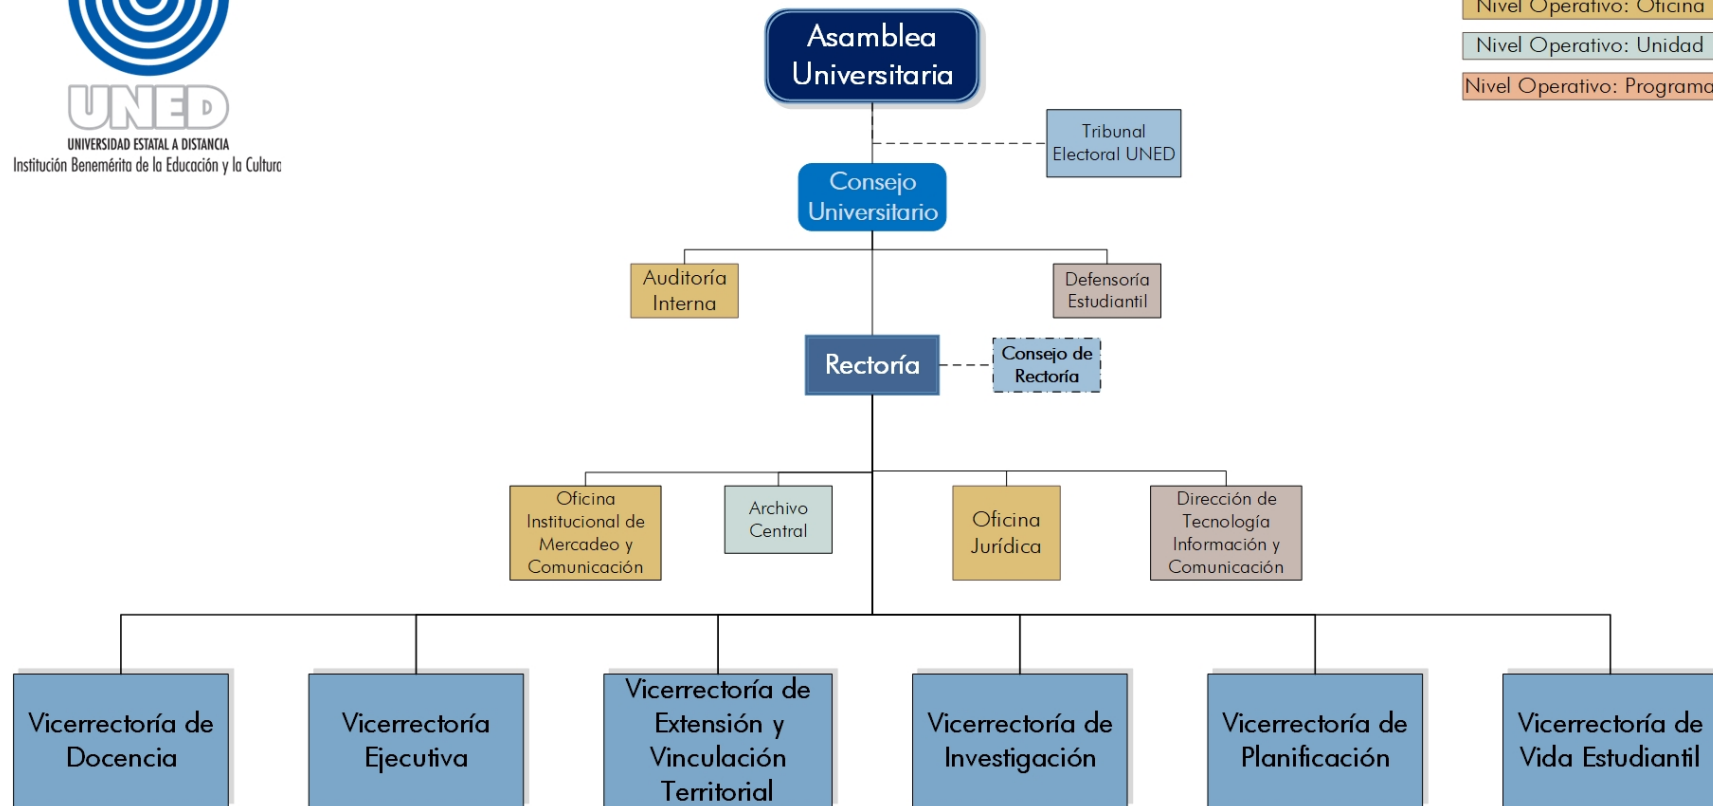 Nivel Operativo: Oficina
Nivel Operativo: Unidad
Nivel Operativo: Programa
UNED
UNIVERSIDAD ESTATAL A DISTANCIA
Institución Benemérita de la Educación y la Cultura
Asamblea
Universitaria
Tribunal
Electoral UNED
Consejo
Universitario
Auditoría
Interna
Defensoría
Estudiantil
Rectoría
Consejo de
Rectoría
Oficina
Institucional de
Mercadeo y
Comunicación
Archivo
Central
Oficina
Jurídica
Dirección de
Tecnología
Información y
Comunicación
Vicerrectoría de
Docencia
Vicerrectoría
Ejecutiva
Vicerrectoría de
Extensión y
Vinculación
Territorial
Vicerrectoría de
Investigación
Vicerrectoría de
Planificación
Vicerrectoría de
Vida Estudiantil